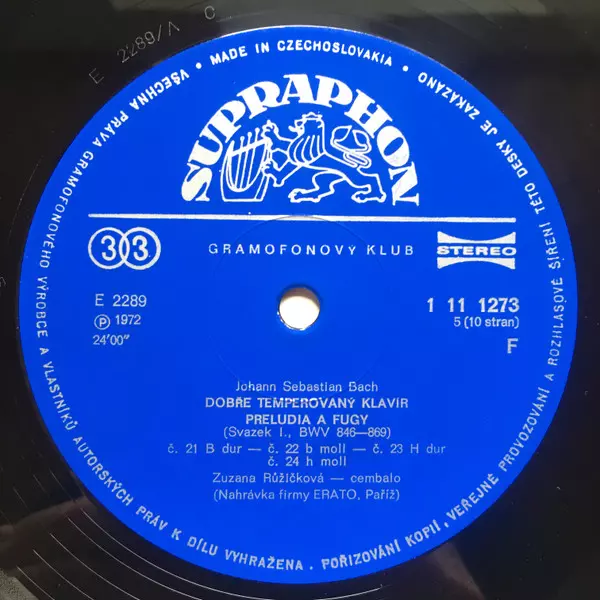 E 2289/A C
• MADE IN CZECHOSLOVAKIA •
VŠECHNA PRÁVA GRAMOFONOVÉHO VÝROBCE A VLASTNÍKŮ AUTORSKÝCH PRÁV K DÍLU VYHRAŽENA. POŘIZOVÁNÍ KOPIÍ, VEŘEJNÉ PROVOZOVÁNÍ A ROZHLASOVÉ ŠÍŘENÍ TÉTO DESKY JE ZAKÁZÁNO
SUPRAPHON
33 GRAMOFONOVÝ KLUB STEREO
E 2289 1 11 1273
Ⓟ 1972 5 (10 stran)
24'00" F
Johann Sebastian Bach
DOBŘE TEMPEROVANÝ KLAVIR
PRELUDIA A FUGY
(Svazek I., BWV 846—869)
č. 21 B dur — č. 22 b moll — č. 23 H dur
č. 24 h moll
Zuzana Růžičková — cembalo
(Nahrávka firmy ERATO, Paříž)